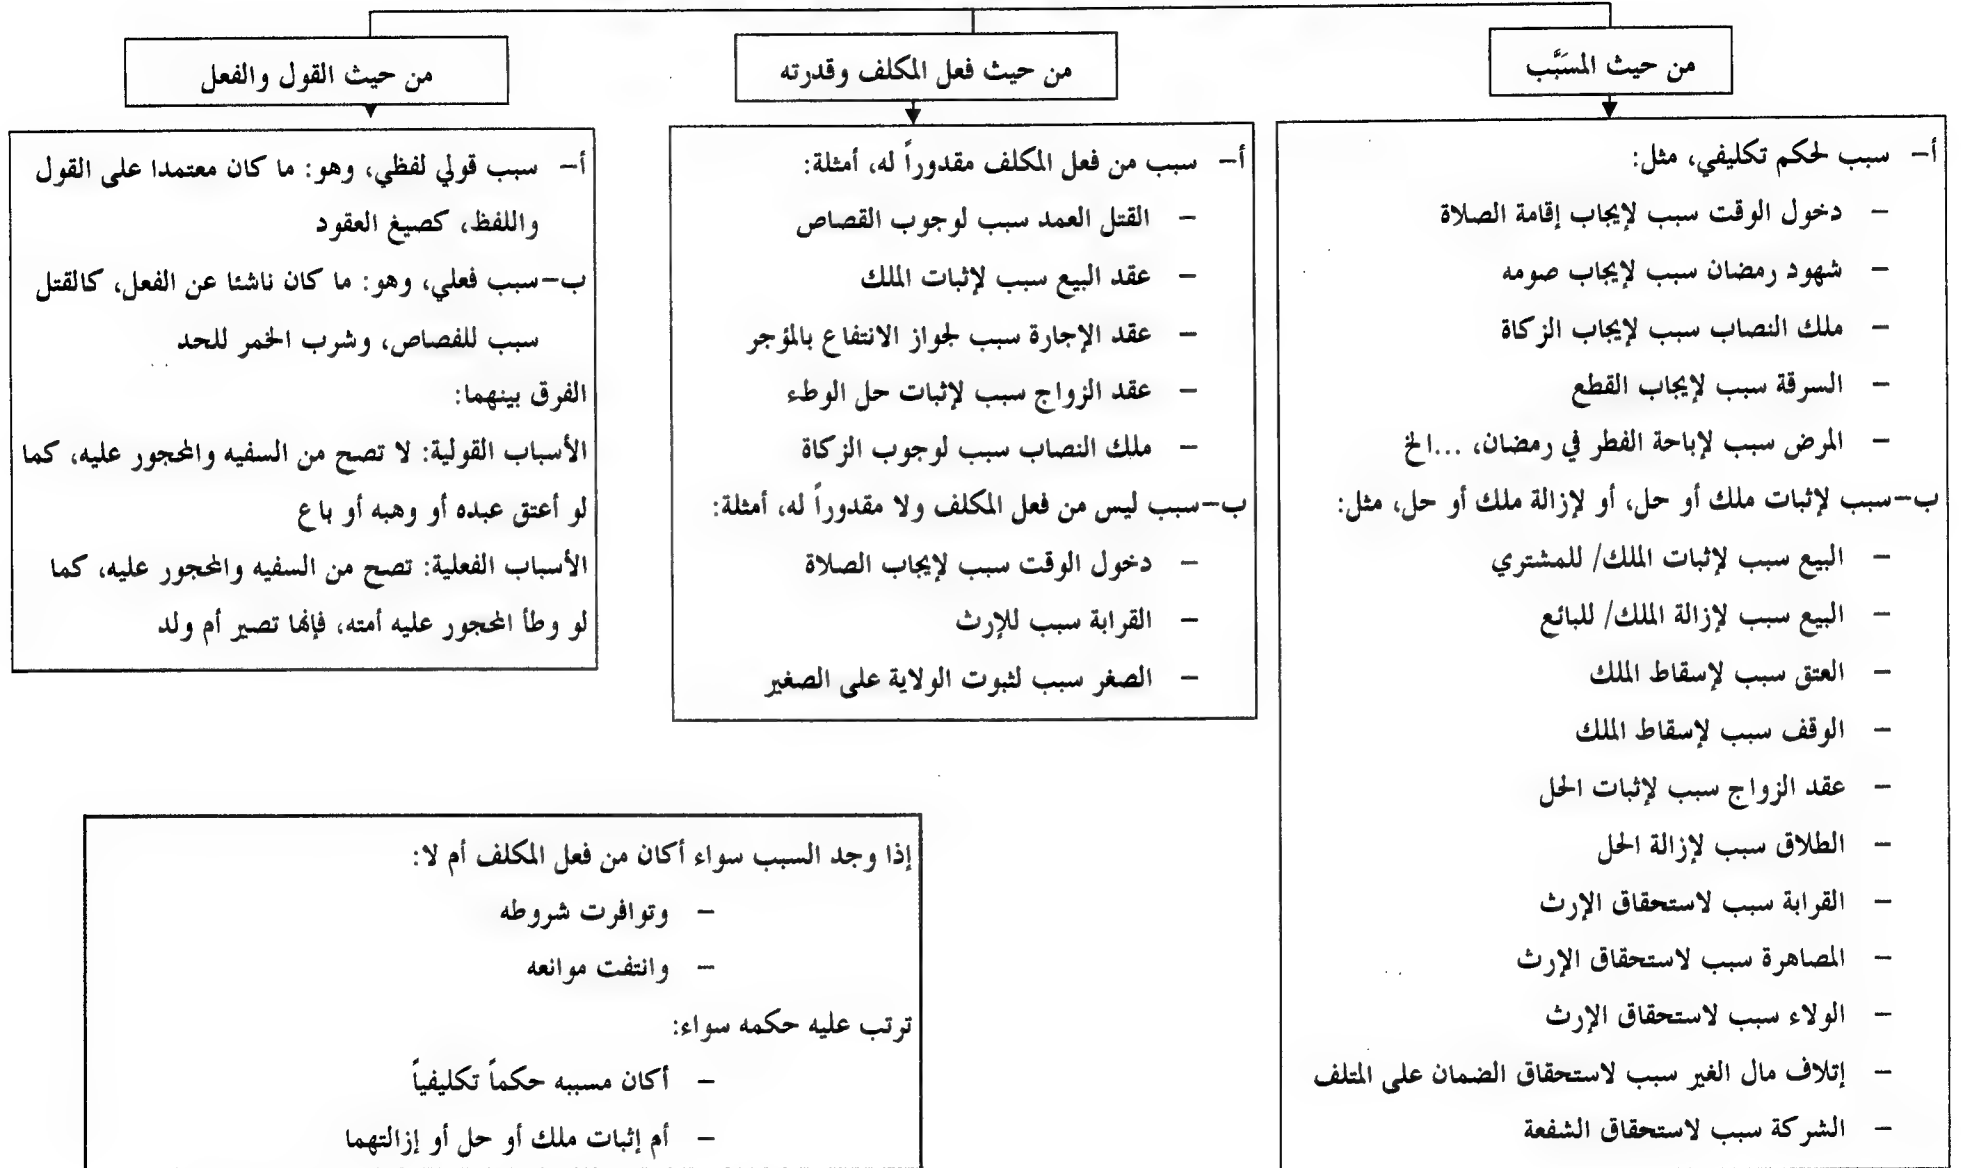 من حيث المسَبَّب
أ- سبب لحكم تكليفي، مثل:
- دخول الوقت سبب لإيجاب إقامة الصلاة
- شهود رمضان سبب لإيجاب صومه
- ملك النصاب سبب لإيجاب الزكاة
- السرقة سبب لإيجاب القطع
- المرض سبب لإباحة الفطر في رمضان، ...الخ
ب-سبب لإثبات ملك أو حل، أو لإزالة ملك أو حل، مثل:
- البيع سبب لإثبات الملك/ للمشتري
- البيع سبب لإزالة الملك/ للبائع
- العتق سبب لإسقاط الملك
- الوقف سبب لإسقاط الملك
- عقد الزواج سبب لإثبات الحل
- الطلاق سبب لإزالة الحل
- القرابة سبب لاستحقاق الإرث
- المصاهرة سبب لاستحقاق الإرث
- الولاء سبب لاستحقاق الإرث
- إتلاف مال الغير سبب لاستحقاق الضمان على المتلف
- الشركة سبب لاستحقاق الشفعة
من حيث فعل المكلف وقدرته
أ- سبب من فعل المكلف مقدوراً له، أمثلة:
- القتل العمد سبب لوجوب القصاص
- عقد البيع سبب لإثبات الملك
- عقد الإجارة سبب لجواز الانتفاع بالمؤجر
- عقد الزواج سبب لإثبات حل الوطء
- ملك النصاب سبب لوجوب الزكاة
ب-سبب ليس من فعل المكلف ولا مقدوراً له، أمثلة:
- دخول الوقت سبب لإيجاب الصلاة
- القرابة سبب للإرث
- الصغر سبب لثبوت الولاية على الصغير
من حيث القول والفعل
أ- سبب قولي لفظي، وهو: ما كان معتمدا على القول
واللفظ، كصيغ العقود
ب-سبب فعلي، وهو: ما كان ناشئا عن الفعل، كالقتل
سبب للفصاص، وشرب الخمر للحد
الفرق بينهما:
الأسباب القولية: لا تصح من السفيه والمحجور عليه، كما
لو أعتق عبده أو وهبه أو باع
الأسباب الفعلية: تصح من السفيه والمحجور عليه، كما
لو وطأ المحجور عليه أمته، فإنها تصير أم ولد
إذا وجد السبب سواء أكان من فعل المكلف أم لا:
- وتوافرت شروطه
- وانتفت موانعه
ترتب عليه حكمه سواء:
- أكان مسببه حكماً تكليفياً
- أم إثبات ملك أو حل أو إزالتهما